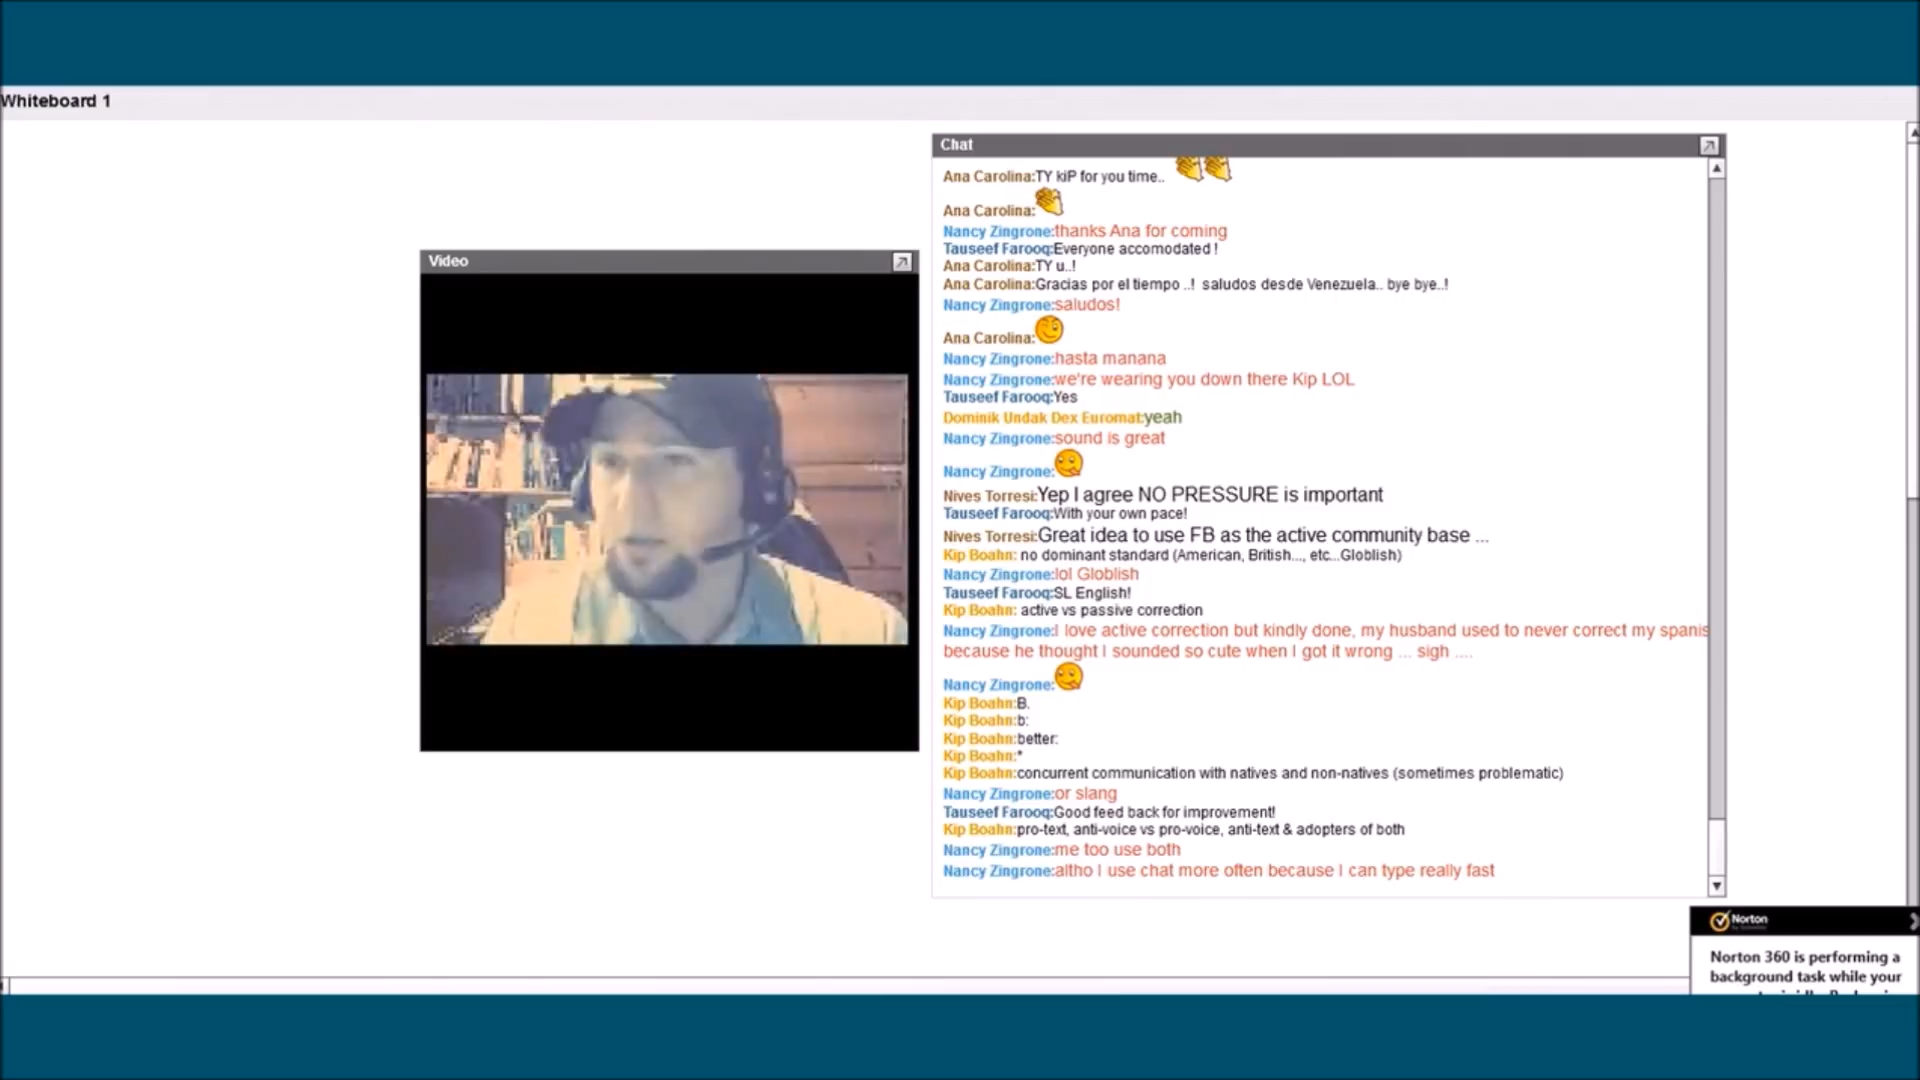 Whiteboard 1
Chat
Ana Carolina:TY kiP for you time..
Ana Carolina:
Nancy Zingrone:thanks Ana for coming
Tauseef Farooq:Everyone accomodated !
Ana Carolina:TY u..!
Ana Carolina:Gracias por el tiempo ..! saludos desde Venezuela.. bye bye..!
Nancy Zingrone:saludos!
Ana Carolina:
Nancy Zingrone:hasta manana
Nancy Zingrone:we're wearing you down there Kip LOL
Tauseef Farooq:Yes
Dominik Undak Dex Euromat:yeah
Nancy Zingrone:sound is great
Nancy Zingrone:
Nives Torresi:Yep I agree NO PRESSURE is important
Tauseef Farooq:With your own pace!
Nives Torresi:Great idea to use FB as the active community base ...
Kip Boahn: no dominant standard (American, British..., etc...Globlish)
Nancy Zingrone:lol Globlish
Tauseef Farooq:SL English!
Kip Boahn: active vs passive correction
Nancy Zingrone:I love active correction but kindly done, my husband used to never correct my spanis
because he thought I sounded so cute when I got it wrong ... sigh ....
Nancy Zingrone:
Kip Boahn:B.
Kip Boahn:b:
Kip Boahn:better:
Kip Boahn:*
Kip Boahn:concurrent communication with natives and non-natives (sometimes problematic)
Nancy Zingrone:or slang
Tauseef Farooq:Good feed back for improvement!
Kip Boahn:pro-text, anti-voice vs pro-voice, anti-text & adopters of both
Nancy Zingrone:me too use both
Nancy Zingrone:altho I use chat more often because I can type really fast
Video
Norton
Norton 360 is performing a
background task while your